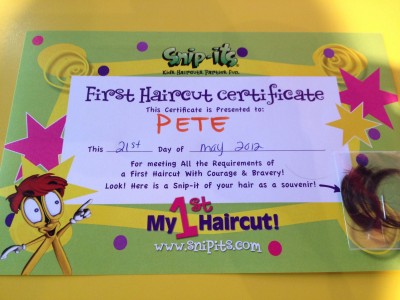 Snip-its
Kids Haircuts Parties Fun.
First Haircut certificate
This Certificate is Presented to:
PETE
This 21st Day of may 2012
For meeting All the Requirements of
a First Haircut With Courage & Bravery!
Look! Here is a Snip-it of your hair as a souvenir!
My 1st Haircut!
www.snipits.com